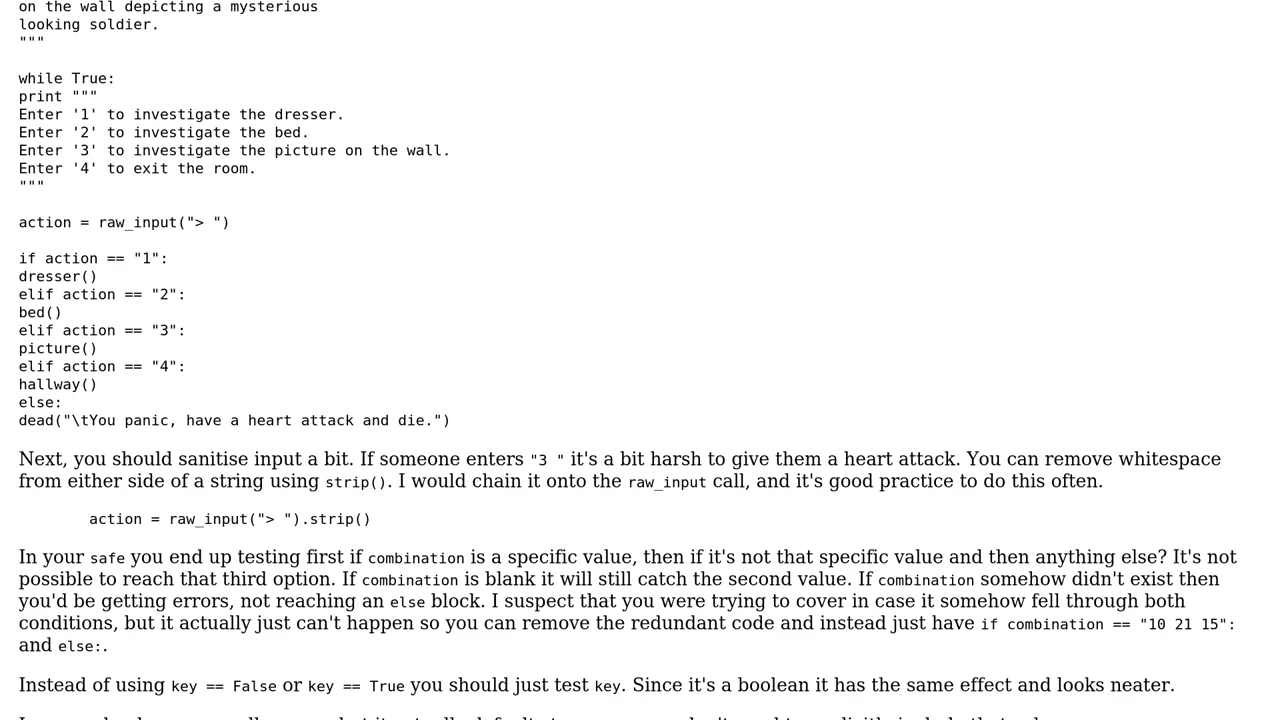 on the wall depicting a mysterious
looking soldier.
"""
while True:
print """
Enter '1' to investigate the dresser.
Enter '2' to investigate the bed.
Enter '3' to investigate the picture on the wall.
Enter '4' to exit the room.
"""
action = raw_input("> ")
if action == "1":
dresser()
elif action == "2":
bed()
elif action == "3":
picture()
elif action == "4":
hallway()
else:
dead("\tYou panic, have a heart attack and die.")
Next, you should sanitise input a bit. If someone enters "3 " it's a bit harsh to give them a heart attack. You can remove whitespace
from either side of a string using strip(). I would chain it onto the raw_input call, and it's good practice to do this often.
action = raw_input("> ").strip()
In your safe you end up testing first if combination is a specific value, then if it's not that specific value and then anything else? It's not
possible to reach that third option. If combination is blank it will still catch the second value. If combination somehow didn't exist then
you'd be getting errors, not reaching an else block. I suspect that you were trying to cover in case it somehow fell through both
conditions, but it actually just can't happen so you can remove the redundant code and instead just have if combination == "10 21 15":
and else:.
Instead of using key == False or key == True you should just test key. Since it's a boolean it has the same effect and looks neater.